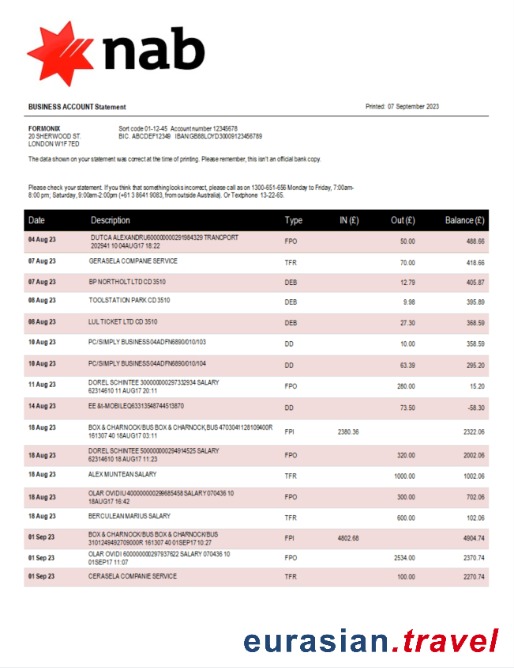 nab
BUSINESS ACCOUNT Statement
Printed: 07 September 2023
FORMONIX
20 SHERWOOD ST.
LONDON W1F 7ED
Sort code 01-12-45 Account number 12345678
BIC. ABCDEF12349 IBAN/GB88LOYD30009123456789
The data shown on your statement was correct at the time of printing. Please remember, this isn't an official bank copy.
Please check your statement. If you think that something looks incorrect, please call as on 1300-651-656 Monday to Friday, 7:00am-
8:00 pm, Saturday, 9:00am-2:00pm (+61 3 8641 9083, from outside Australia). Or Textphone 13-22-65.
Date Description Type IN (£) Out (£) Balance (£)
04 Aug 23 DUTCA ALEXANDRU TRANCPORT FPO 50.00 488.66
202941 10 04AUG17 18:22
07 Aug 23 GERASELA COMPANIE SERVICE TFR 70.00 418.66
07 Aug 23 BP NORTHOLT LTD CD 3510 DEB 12.79 405.87
08 Aug 23 TOOLSTATION PARK CD 3510 DEB 9.98 395.89
08 Aug 23 LUL TICKET LTD CD 3510 DEB 27.30 368.59
10 Aug 23 PC/SIMPLY BUSINESS04ADFN6890/010/103 DD 10.00 358.59
10 Aug 23 PC/SIMPLY BUSINESS04ADFN6890/010/104 DD 63.39 295.20
11 Aug 23 DOREL SCHINTEE 300000000297332934 SALARY FPO 280.00 15.20
62314610 11 AUG17 20:11
14 Aug 23 EE &I-MOBILEQ63313548744513870 DD 73.50 -58.30
18 Aug 23 BOX & CHARNOCK/BUS BOX & CHARNOCK,BUS 4703041128109400R FPI 2380.36 2322.06
161307 40 18AUG17 03:11
18 Aug 23 DOREL SCHINTEE 500000000294914525 SALARY FPO 320.00 2002.06
62314610 18 AUG17 11:23
18 Aug 23 ALEX MUNTEAN SALARY TFR 1000.00 1002.06
18 Aug 23 OLAR OVIDIU 400000000299685458 SALARY 070436 10 FPO 300.00 702.06
18AUG17 16:42
18 Aug 23 BERCULEAN MARIUS SALARY TFR 600.00 102.06
01 Sep 23 BOX & CHARNOCK/BUS BOX & CHARNOCK/BUS FPI 4802.68 4904.74
3101249492709000R 161307 40 01SEP17 10:27
01 Sep 23 OLAR OVIDI 600000000297937622 SALARY 070436 10 FPO 2534.00 2370.74
01SEP17 11:07
01 Sep 23 CERASELA COMPANIE SERVICE TFR 100.00 2270.74
eurasian.travel